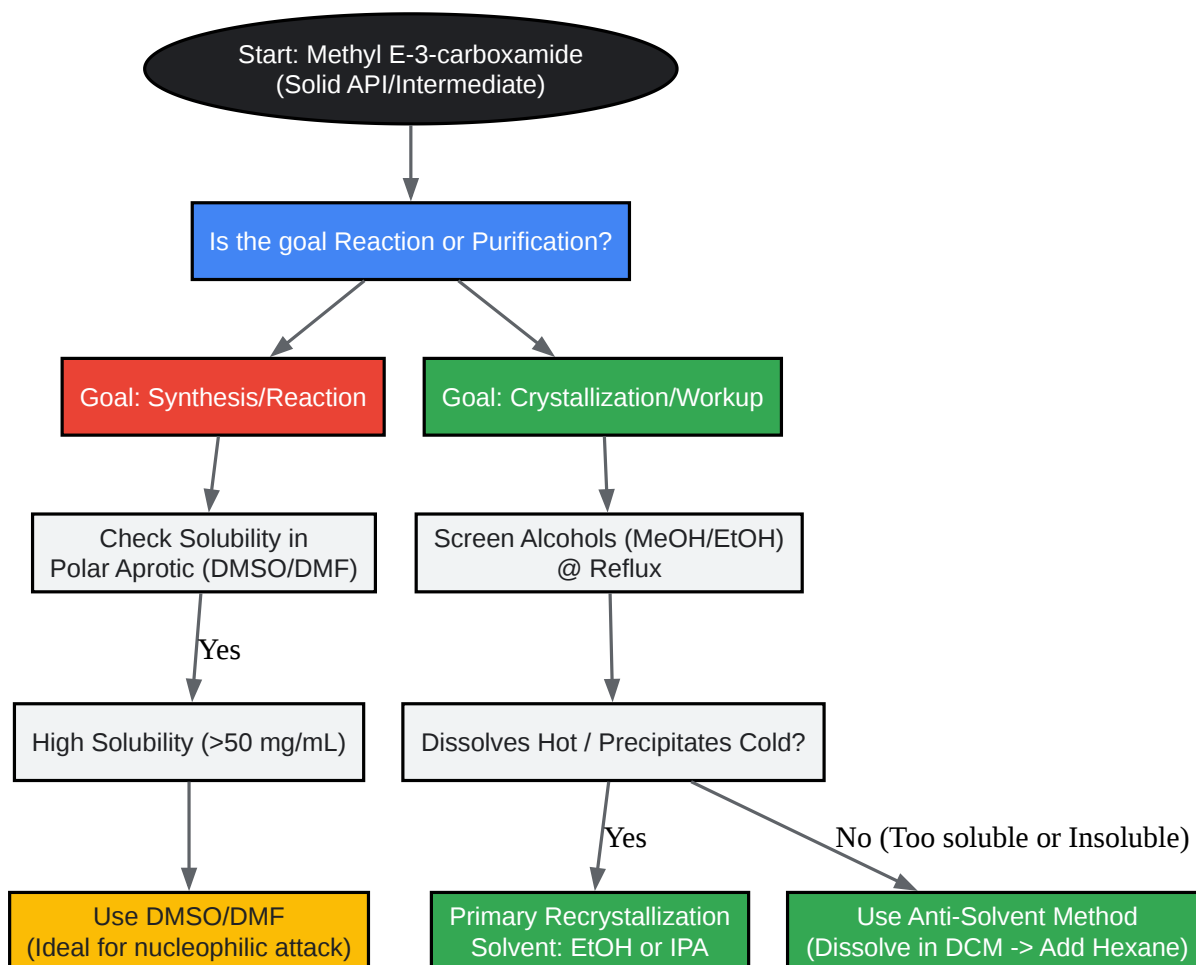 Start: Methyl E-3-carboxamide
(Solid API/Intermediate)
Is the goal Reaction or Purification?
Goal: Synthesis/Reaction
Goal: Crystallization/Workup
Check Solubility in
Polar Aprotic (DMSO/DMF)
Screen Alcohols (MeOH/EtOH)
@ Reflux
Yes
High Solubility (>50 mg/mL)
Dissolves Hot / Precipitates Cold?
Yes
No (Too soluble or Insoluble)
Use DMSO/DMF
(Ideal for nucleophilic attack)
Primary Recrystallization
Solvent: EtOH or IPA
Use Anti-Solvent Method
(Dissolve in DCM -> Add Hexane)